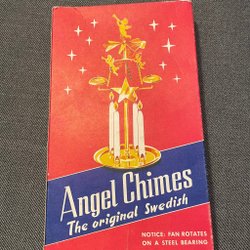 Angel Chimes
The original Swedish
NOTICE: FAN ROTATES
ON A STEEL BEARING